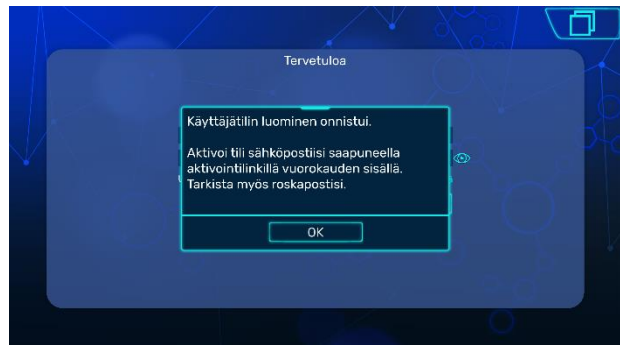 Tervetuloa
Käyttäjätilin luominen onnistui.
Aktivoi tili sähköpostiisi saapuneella
aktivointilinkillä vuorokauden sisällä.
Tarkista myös roskapostisi.
OK